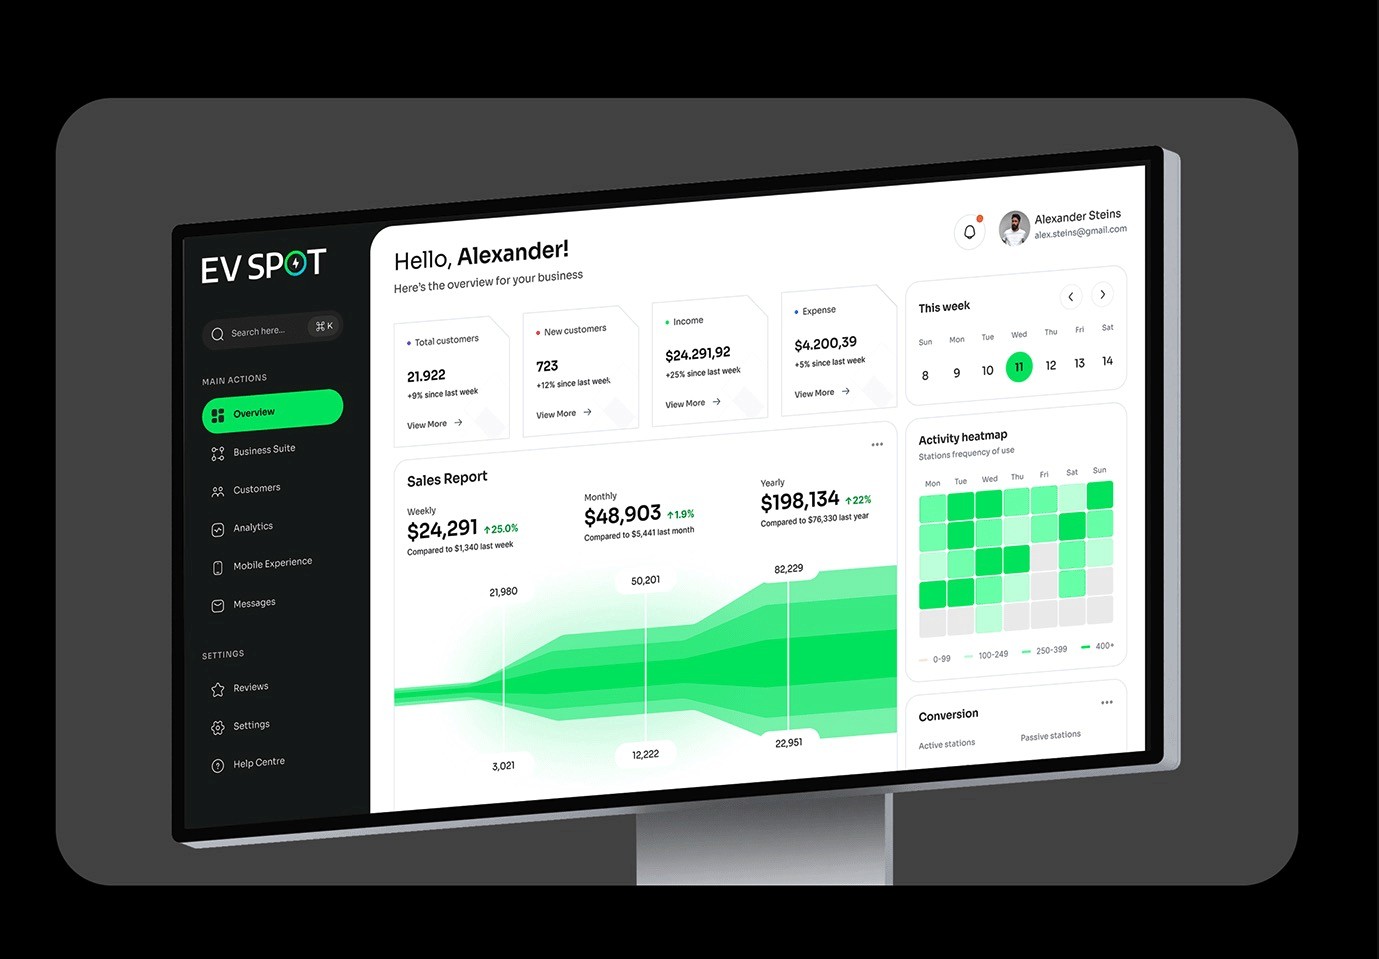 EV SPOT
Search here...
⌘ K
MAIN ACTIONS
Overview
Business Suite
Customers
Analytics
Mobile Experience
Messages
SETTINGS
Reviews
Settings
Help Centre
Hello, Alexander!
Here's the overview for your business
Alexander Steins
alex.steins@gmail.com
Total customers
21.922
+9% since last week
View More →
New customers
723
+12% since last week
View More →
Income
$24.291,92
+25% since last week
View More →
Expense
$4.200,39
+5% since last week
View More →
Sales Report
Weekly
$24,291 ↑25.0%
Compared to $1,340 last week
Monthly
$48,903 ↑1.9%
Compared to $5,441 last month
Yearly
$198,134 ↑22%
Compared to $76,330 last year
21,980
50,201
82,229
3,021
12,222
22,951
This week
Sun Mon Tue Wed Thu Fri Sat
8 9 10 11 12 13 14
Activity heatmap
Stations frequency of use
Mon Tue Wed Thu Fri Sat Sun
0-99 100-249 250-399 400+
Conversion
Active stations
Passive stations